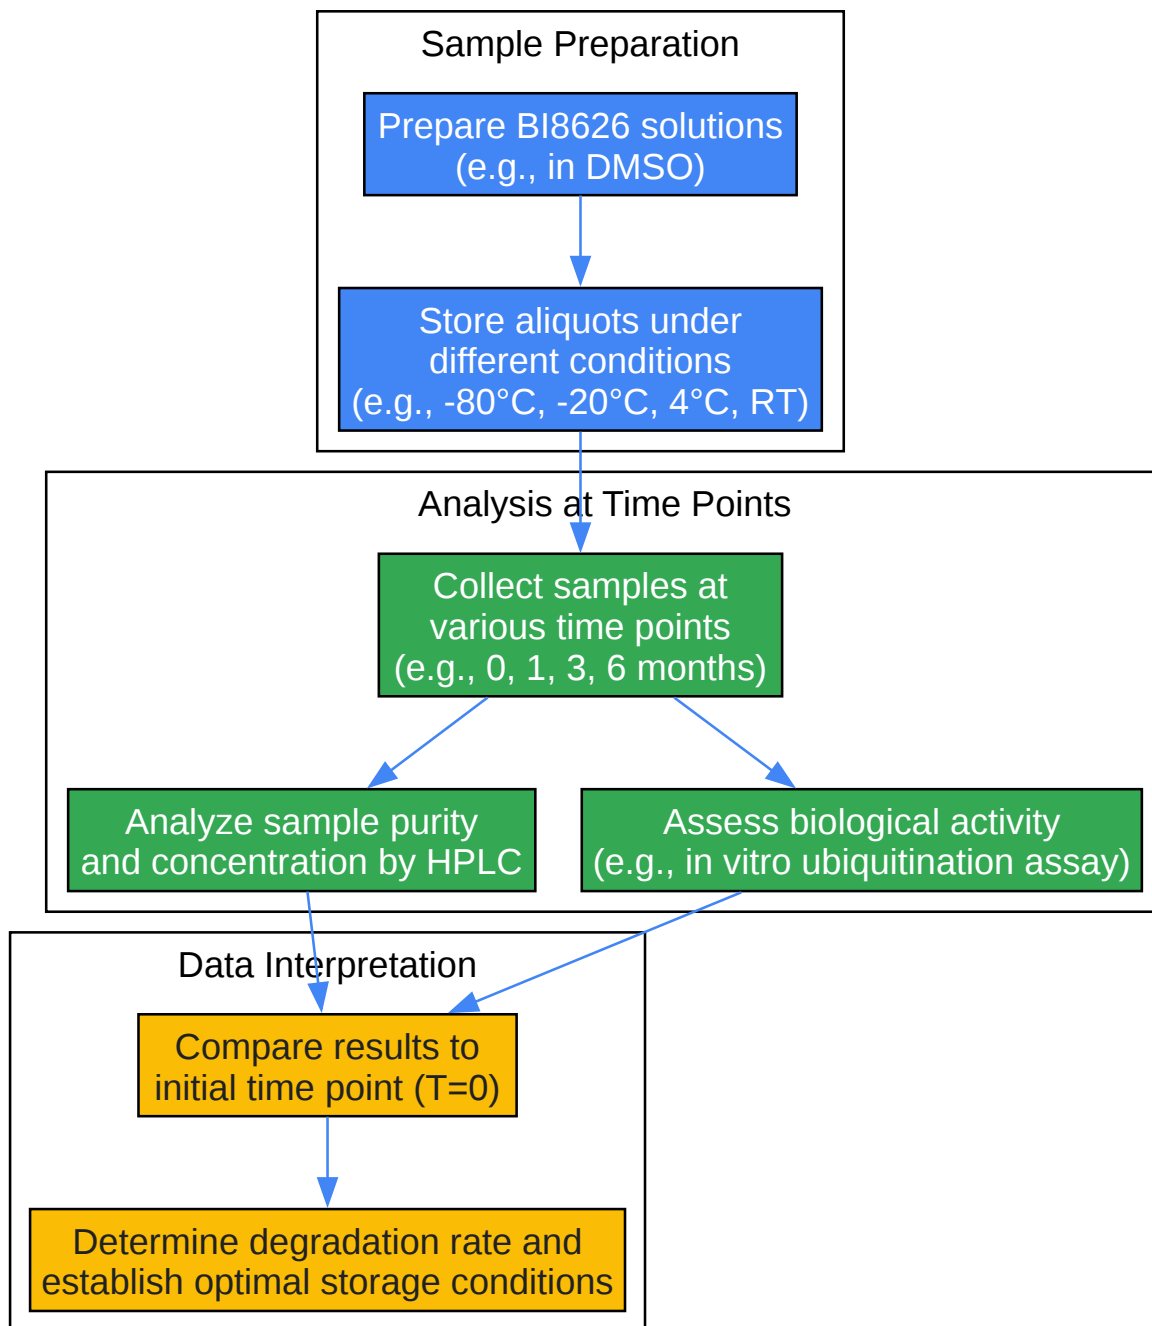 Sample Preparation
Prepare BI8626 solutions
(e.g., in DMSO)
Store aliquots under
different conditions
(e.g., -80°C, -20°C, 4°C, RT)
Analysis at Time Points
Collect samples at
various time points
(e.g., 0, 1, 3, 6 months)
Analyze sample purity
and concentration by HPLC
Assess biological activity
(e.g., in vitro ubiquitination assay)
Data Interpretation
Compare results to
initial time point (T=0)
Determine degradation rate and
establish optimal storage conditions